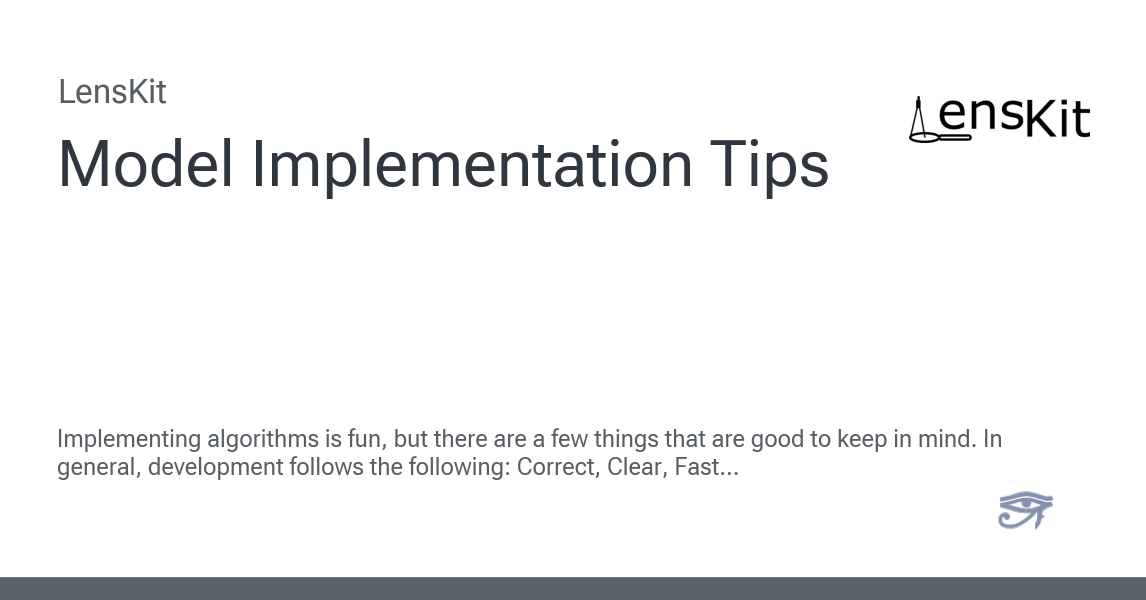 LensKit
LensKit
Model Implementation Tips
Implementing algorithms is fun, but there are a few things that are good to keep in mind. In
general, development follows the following: Correct, Clear, Fast...